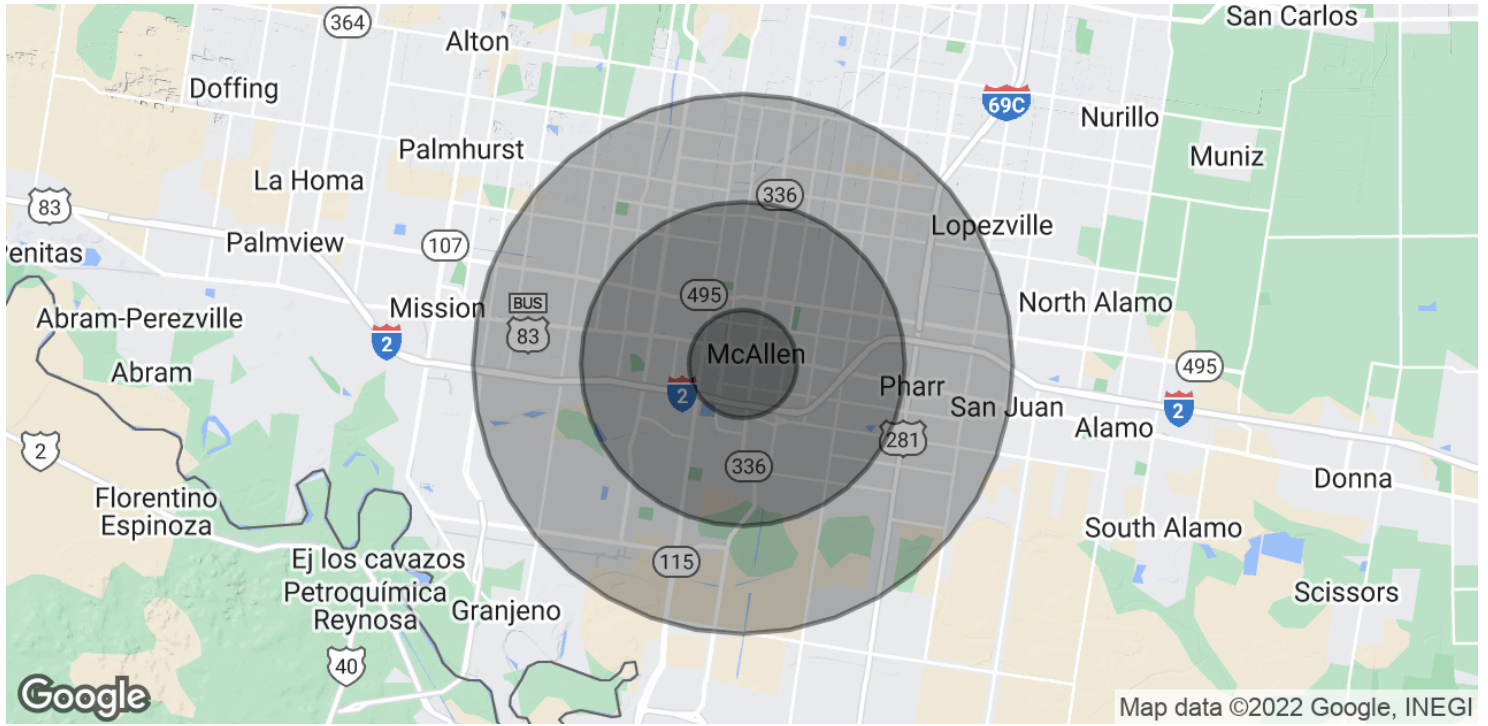 San Carlos
364
Alton
Doffing
69C
Nurillo
Palmhurst
Muniz
La Homa
336
83
Lopezville
Palmview
107
Penitas
495
North Alamo
BUS
83
Mission
Abram-Perezville
2
McAllen
495
Abram
Pharr
2
San Juan
2
Alamo
281
2
336
Donna
Florentino
Espinoza
South Alamo
Ej los cavazos
115
Petroquímica
Reynosa
Granjeno
Scissors
40
Google
Map data ©2022 Google, INEGI